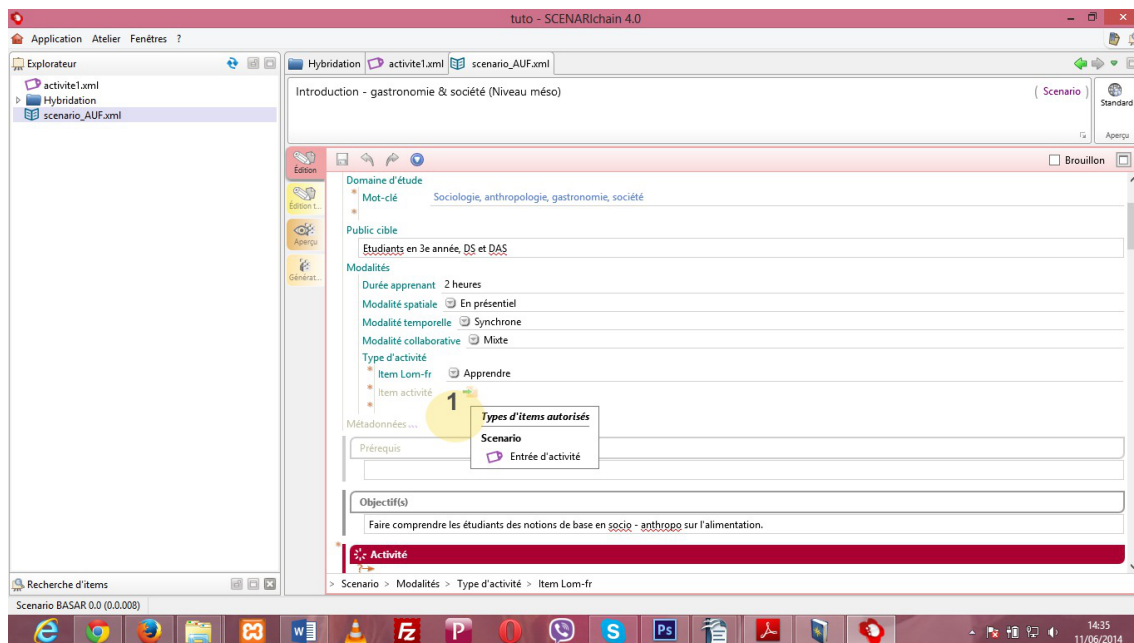 tuto - SCENARIchain 4.0
Application Atelier Fenêtres ?
Explorateur
activite1.xml
Hybridation
scenario_AUF.xml
Hybridation activite1.xml scenario_AUF.xml
Introduction - gastronomie & société (Niveau méso)
( Scenario )
Standard
Aperçu
Édition
Édition t...
Aperçu
Générat...
Brouillon
Domaine d'étude
* Mot-clé Sociologie, anthropologie, gastronomie, société
*
Public cible
Etudiants en 3e année, DS et DAS
Modalités
Durée apprenant 2 heures
Modalité spatiale En présentiel
Modalité temporelle Synchrone
Modalité collaborative Mixte
Type d'activité
* Item Lom-fr Apprendre
* Item activité
*
1
Types d'items autorisés
Scenario
Entrée d'activité
Métadonnées ...
Prérequis
Objectif(s)
Faire comprendre les étudiants des notions de base en socio - anthropo sur l'alimentation.
* Activité
?
> Scenario > Modalités > Type d'activité > Item Lom-fr
Recherche d'items
Scenario BASAR 0.0 (0.0.008)
14:35
11/06/2014